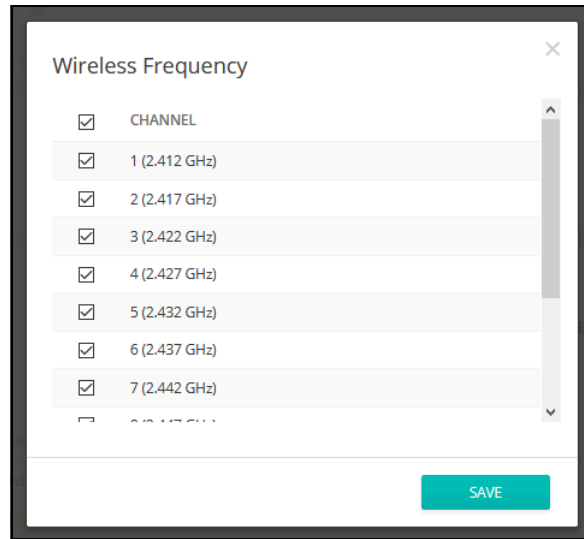 Wireless Frequency
CHANNEL
1 (2.412 GHz)
2 (2.417 GHz)
3 (2.422 GHz)
4 (2.427 GHz)
5 (2.432 GHz)
6 (2.437 GHz)
7 (2.442 GHz)
SAVE